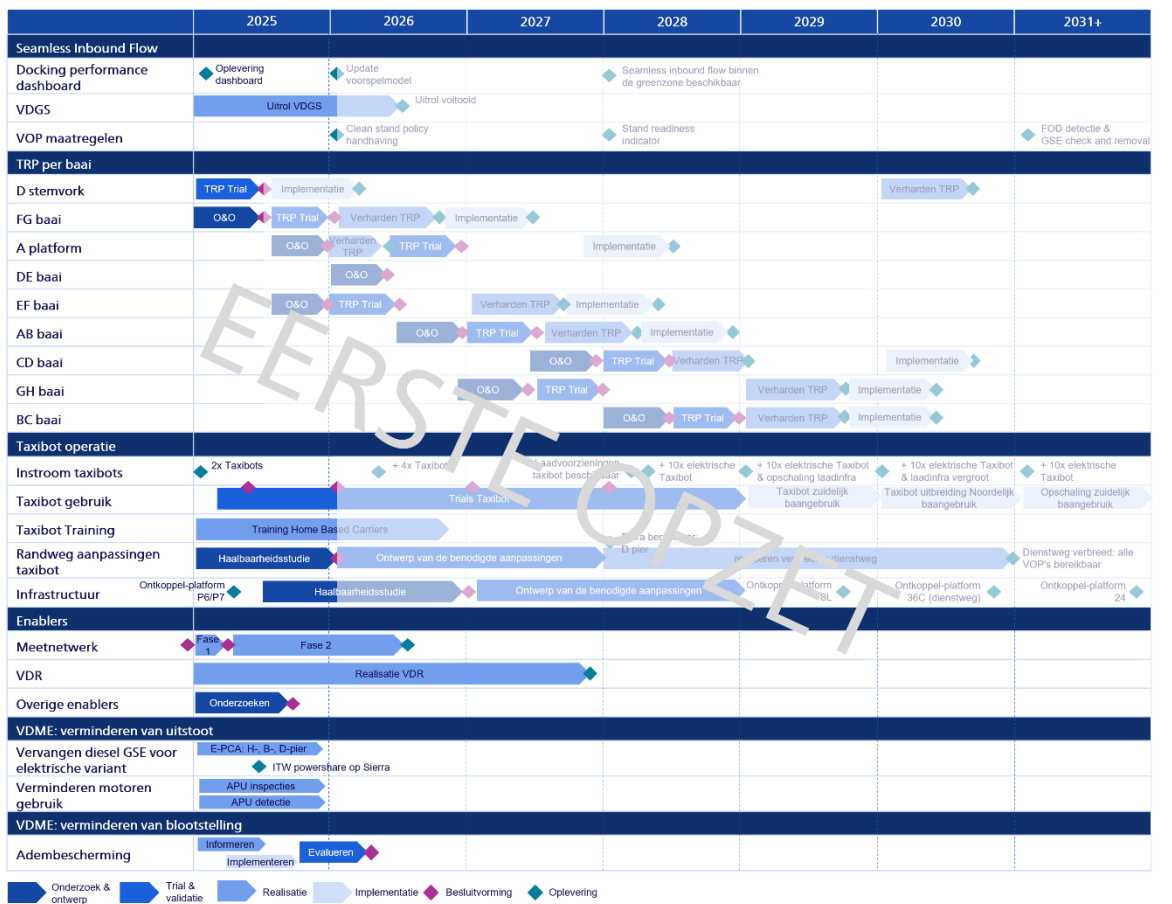 2025 2026 2027 2028 2029 2030 2031+
Seamless Inbound Flow
Docking performance
dashboard
Oplevering
dashboard
Update
voorspelmodel
Seamless inbound flow binnen
de greenzone beschikbaar
VDGS
Uitrol VDGS
Uitrol voltooid
VOP maatregelen
Clean stand policy
handhaving
Stand readiness
indicator
FOD detectie &
GSE check and removal
TRP per baai
D stemvork
TRP Trial
Implementatie
Verharden TRP
FG baai
O&O
TRP Trial
Verharden TRP
Implementatie
A platform
O&O
Verharden
TRP
TRP Trial
Implementatie
DE baai
O&O
EF baai
O&O
TRP Trial
Verharden TRP
Implementatie
AB baai
O&O
TRP Trial
Verharden TRP
Implementatie
CD baai
O&O
TRP Trial
Verharden TRP
Implementatie
GH baai
O&O
TRP Trial
Verharden TRP
Implementatie
BC baai
O&O
TRP Trial
Verharden TRP
Implementatie
Taxibot operatie
Instroom taxibots
2x Taxibots
+ 4x Taxibot
taxibot beschikbaar
+ 10x elektrische
Taxibot
+ 10x elektrische Taxibot
& opschaling laadinfra
+ 10x elektrische Taxibot
& laadinfra vergroot
+ 10x elektrische
Taxibot
Taxibot gebruik
Trials Taxibot
Taxibot zuidelijk
baangebruik
Taxibot uitbreiding Noordelijk
baangebruik
Opschaling zuidelijk
baangebruik
Taxibot Training
Training Home Based Carriers
Randweg aanpassingen
taxibot
Haalbaarheidsstudie
Ontwerp van de benodigde aanpassingen
D pier
dienstweg
Dienstweg verbreed: alle
VOP's bereikbaar
Infrastructuur
Ontkoppel-platform
P6/P7
Haalbaarheidsstudie
Ontwerp van de benodigde aanpassingen
Ontkoppel-platform
Ontkoppel-platform
36C (dienstweg)
Ontkoppel-platform
24
Enablers
Meetnetwerk
Fase
1
Fase 2
VDR
Realisatie VDR
Overige enablers
Onderzoeken
VDME: verminderen van uitstoot
Vervangen diesel GSE voor
elektrische variant
E-PCA: H-, B-, D-pier
ITW powershare op Sierra
Verminderen motoren
gebruik
APU inspecties
APU detectie
VDME: verminderen van blootstelling
Adembescherming
Informeren
Implementeren
Evalueren
EERSTE OPZET
Onderzoek &
ontwerp
Trial &
validatie
Realisatie
Implementatie
Besluitvorming
Oplevering